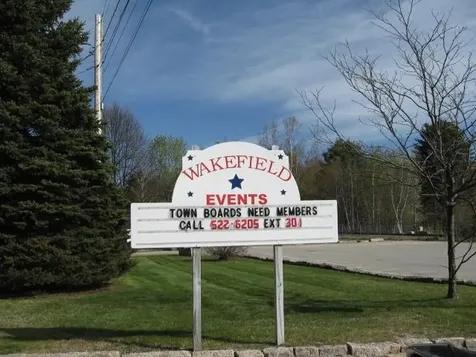 WAKEFIELD
EVENTS
TOWN BOARDS NEED MEMBERS
CALL 522-6205 EXT 301